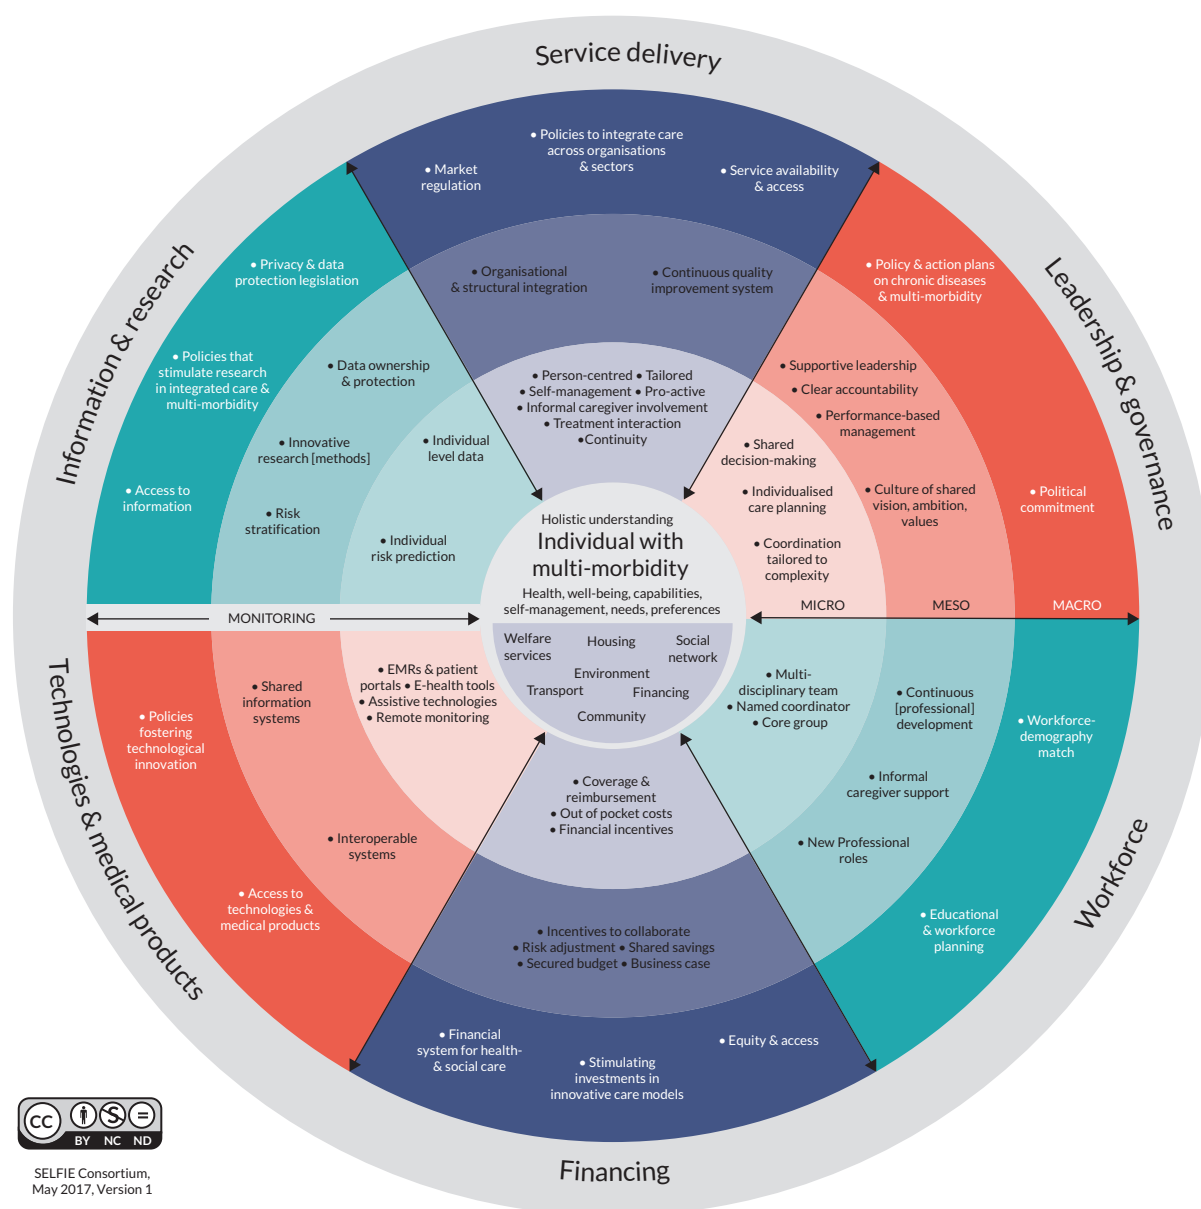 Service delivery
• Policies to integrate care
across organisations
& sectors
• Market
regulation
• Service availability
& access
• Organisational
& structural integration
• Continuous quality
improvement system
• Person-centred • Tailored
• Self-management • Pro-active
• Informal caregiver involvement
• Treatment interaction
•Continuity
Leadership & governance
• Policy & action plans
on chronic diseases
& multi-morbidity
• Political
commitment
• Supportive leadership
• Clear accountability
• Performance-based
management
• Culture of shared
vision, ambition,
values
• Shared
decision-making
• Individualised
care planning
• Coordination
tailored to
complexity
MICRO
MESO
MACRO
Information & research
• Privacy & data
protection legislation
• Policies that
stimulate research
in integrated care &
multi-morbidity
• Access to
information
• Data ownership
& protection
• Innovative
research [methods]
• Risk
stratification
• Individual
level data
• Individual
risk prediction
MONITORING
Holistic understanding
Individual with
multi-morbidity
Health, well-being, capabilities,
self-management, needs, preferences
Welfare
services
Housing
Social
network
Environment
Transport
Financing
Community
Technologies & medical products
• EMRs & patient
portals • E-health tools
• Assistive technologies
• Remote monitoring
• Shared
information
systems
• Interoperable
systems
• Policies
fostering
technological
innovation
• Access to
technologies &
medical products
Workforce
• Multi-
disciplinary team
• Named coordinator
• Core group
• Continuous
[professional]
development
• Informal
caregiver support
• New Professional
roles
• Workforce-
demography
match
• Educational
& workforce
planning
• Coverage &
reimbursement
• Out of pocket costs
• Financial incentives
• Incentives to collaborate
• Risk adjustment • Shared savings
• Secured budget • Business case
• Financial
system for health-
& social care
• Stimulating
investments in
innovative care models
• Equity & access
Financing
CC
BY NC ND
SELFIE Consortium,
May 2017, Version 1